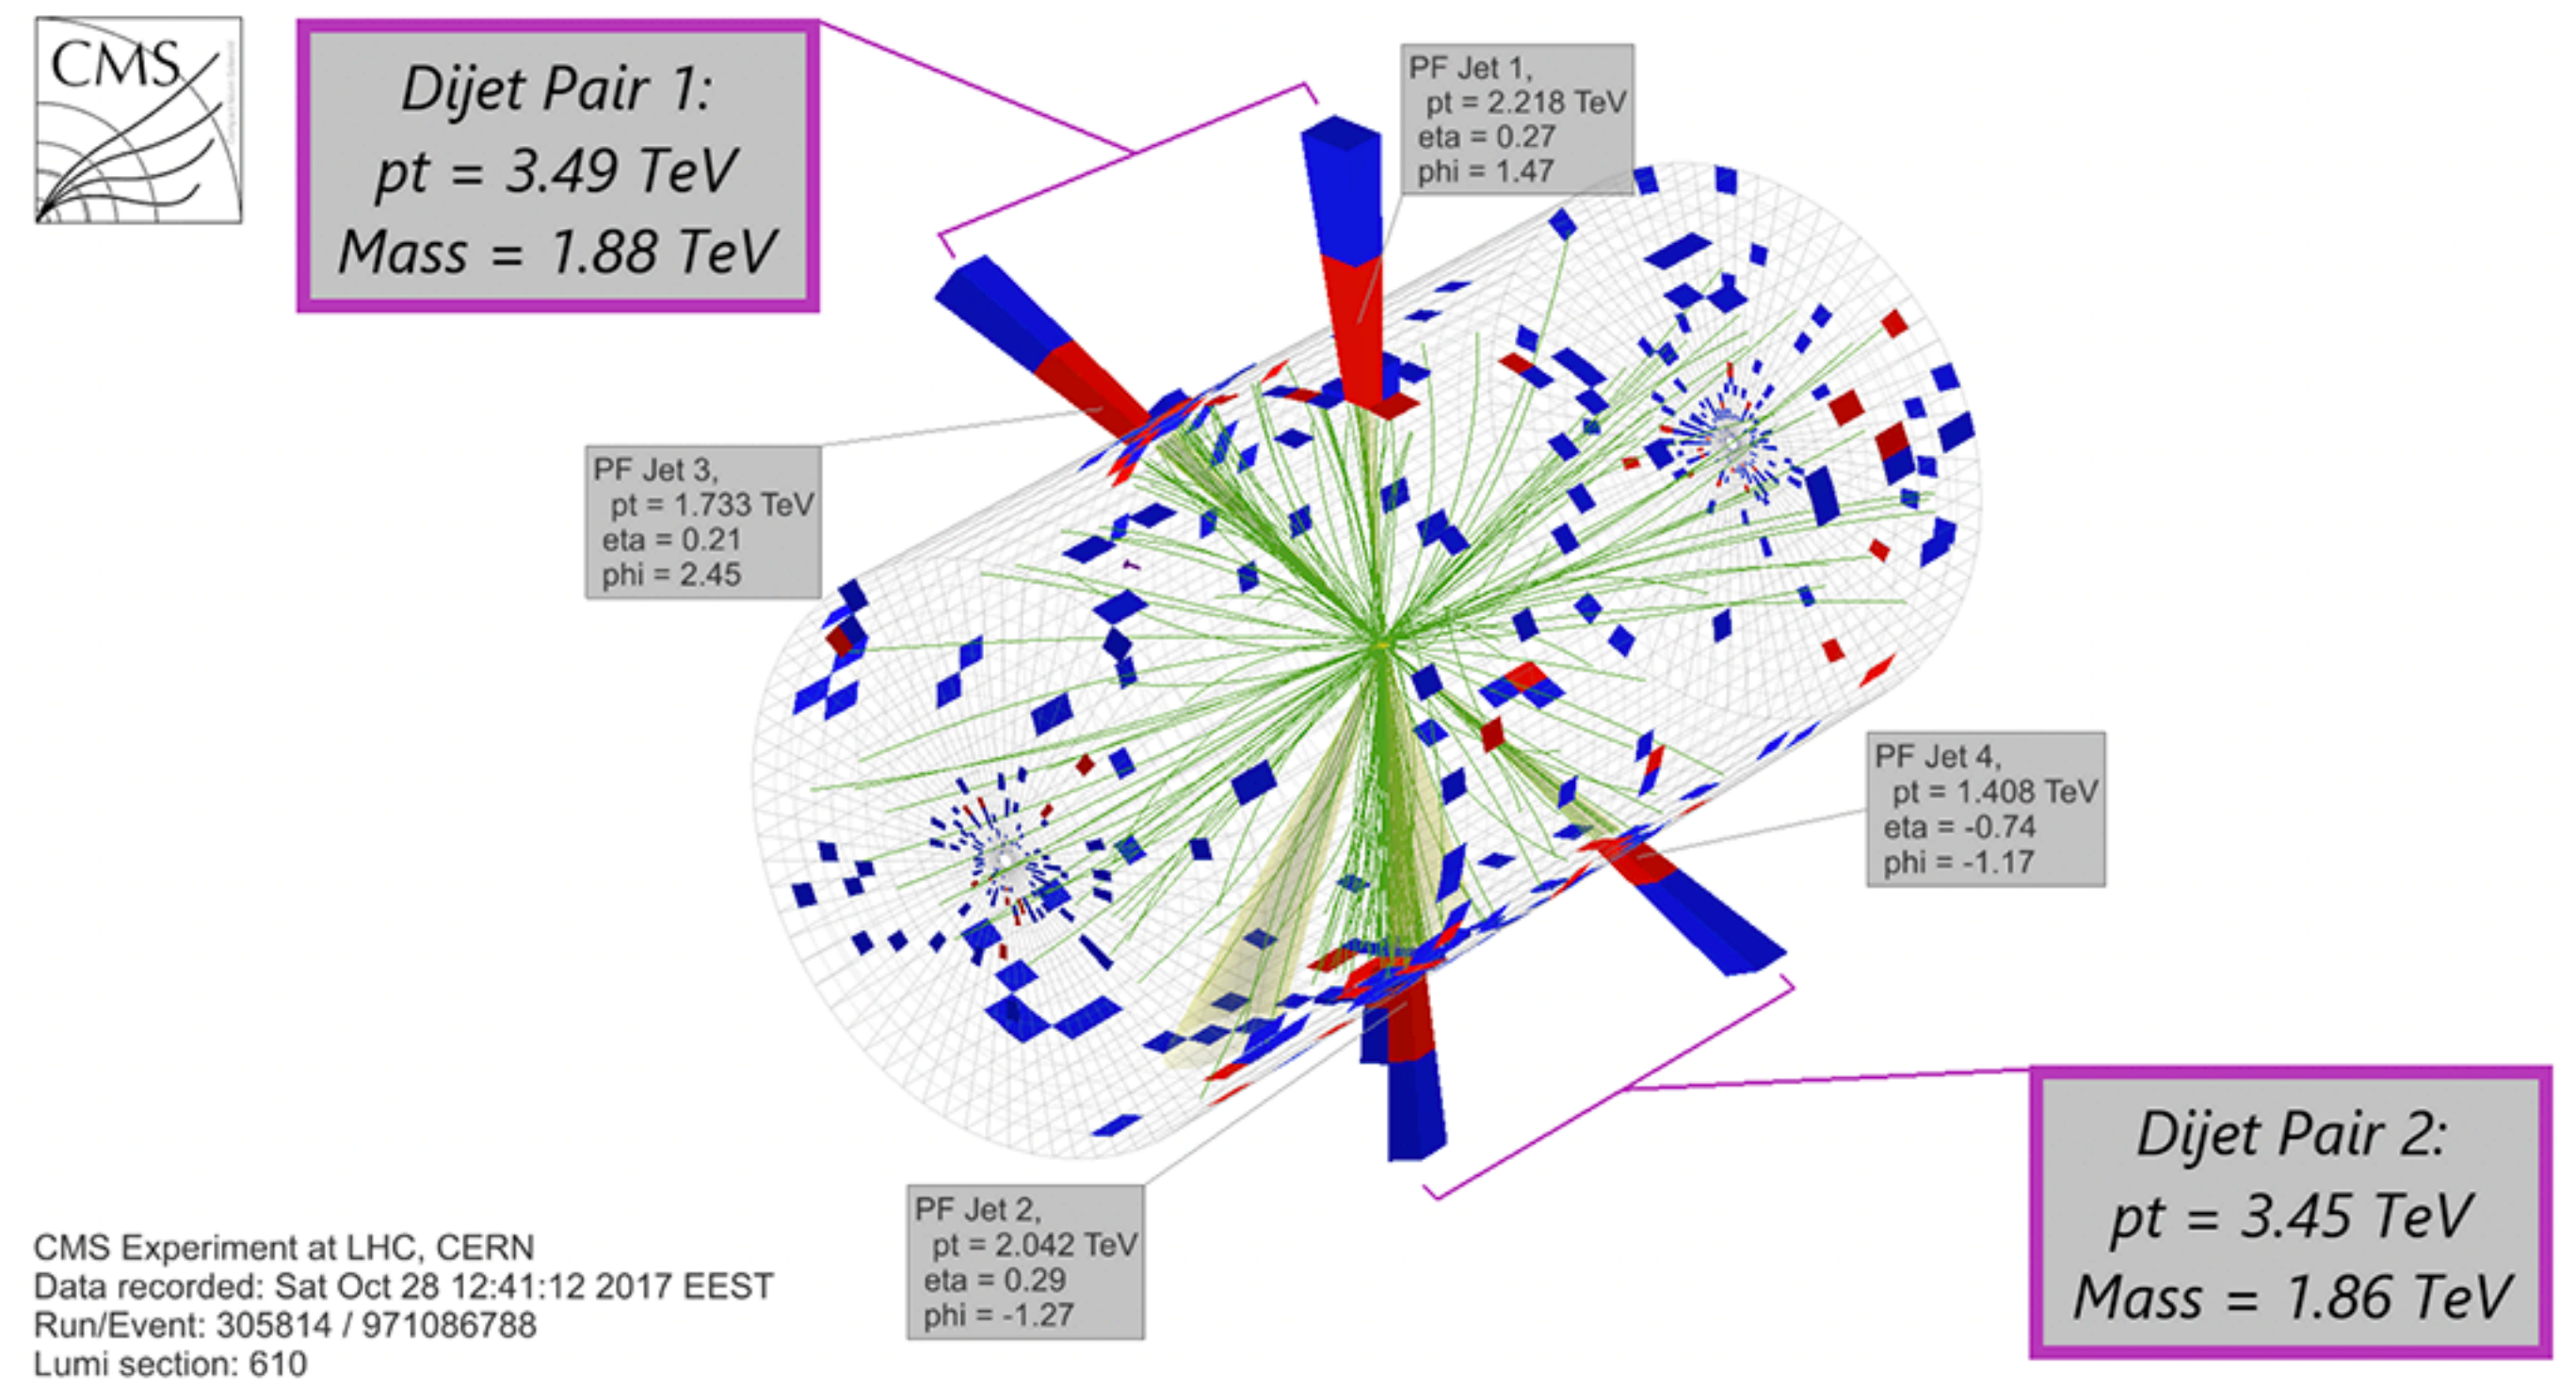 CMS
Dijet Pair 1:
pt = 3.49 TeV
Mass = 1.88 TeV
PF Jet 1,
pt = 2.218 TeV
eta = 0.27
phi = 1.47
PF Jet 3,
pt = 1.733 TeV
eta = 0.21
phi = 2.45
PF Jet 4,
pt = 1.408 TeV
eta = -0.74
phi = -1.17
PF Jet 2,
pt = 2.042 TeV
eta = 0.29
phi = -1.27
Dijet Pair 2:
pt = 3.45 TeV
Mass = 1.86 TeV
CMS Experiment at LHC, CERN
Data recorded: Sat Oct 28 12:41:12 2017 EEST
Run/Event: 305814 / 971086788
Lumi section: 610